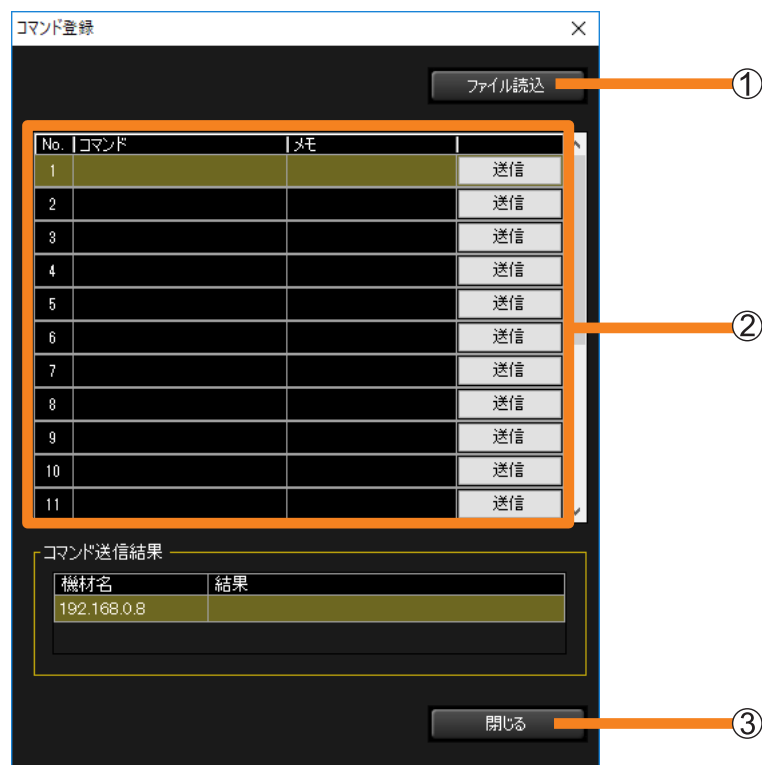 コマンド登録
ファイル読込
①
No. コマンド メモ
1 送信
2 送信
3 送信
4 送信
5 送信
6 送信
②
7 送信
8 送信
9 送信
10 送信
11 送信
コマンド送信結果
機材名 結果
192.168.0.8
閉じる
③